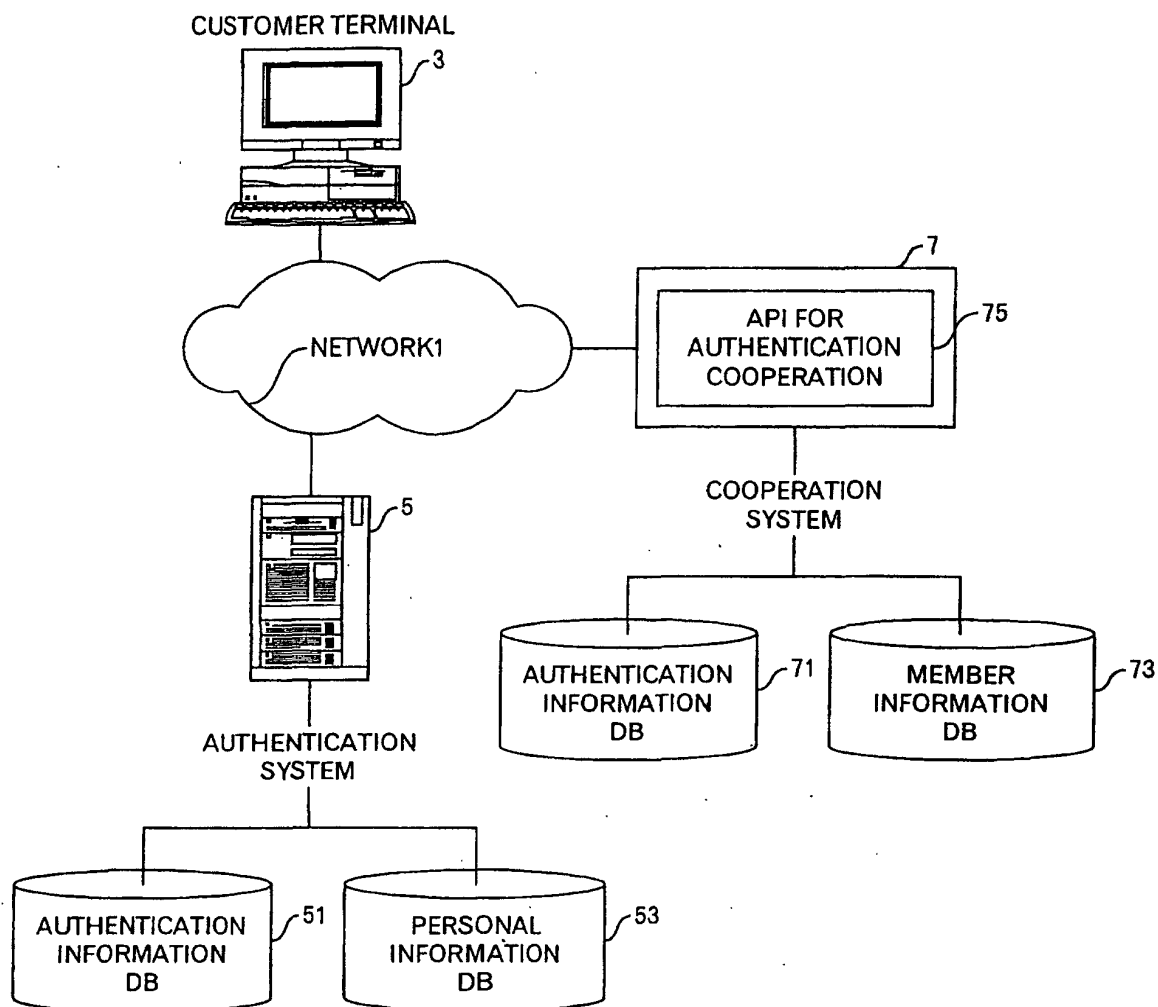 CUSTOMER TERMINAL
3
7
API FOR
AUTHENTICATION
COOPERATION
75
NETWORK1
COOPERATION
SYSTEM
5
AUTHENTICATION
INFORMATION
DB
71
MEMBER
INFORMATION
DB
73
AUTHENTICATION
SYSTEM
AUTHENTICATION
INFORMATION
DB
51
PERSONAL
INFORMATION
DB
53